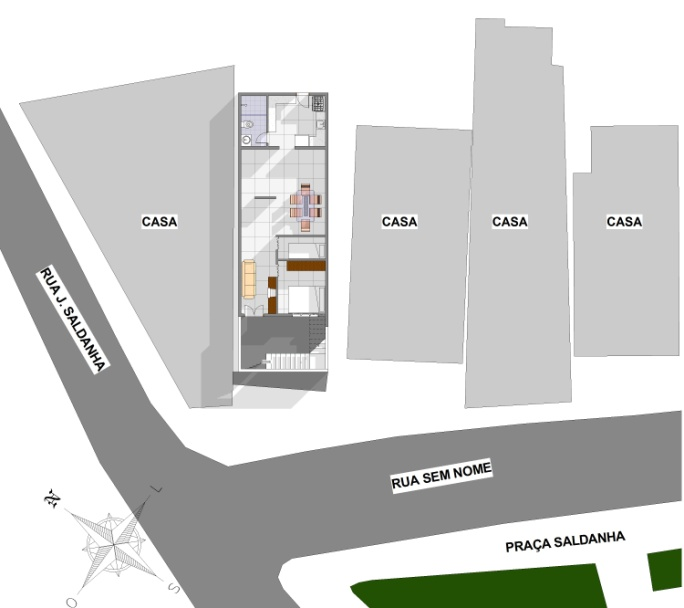 CASA
CASA
CASA
CASA
RUA J. SALDANHA
RUA SEM NOME
PRAÇA SALDANHA
N
L
S
O